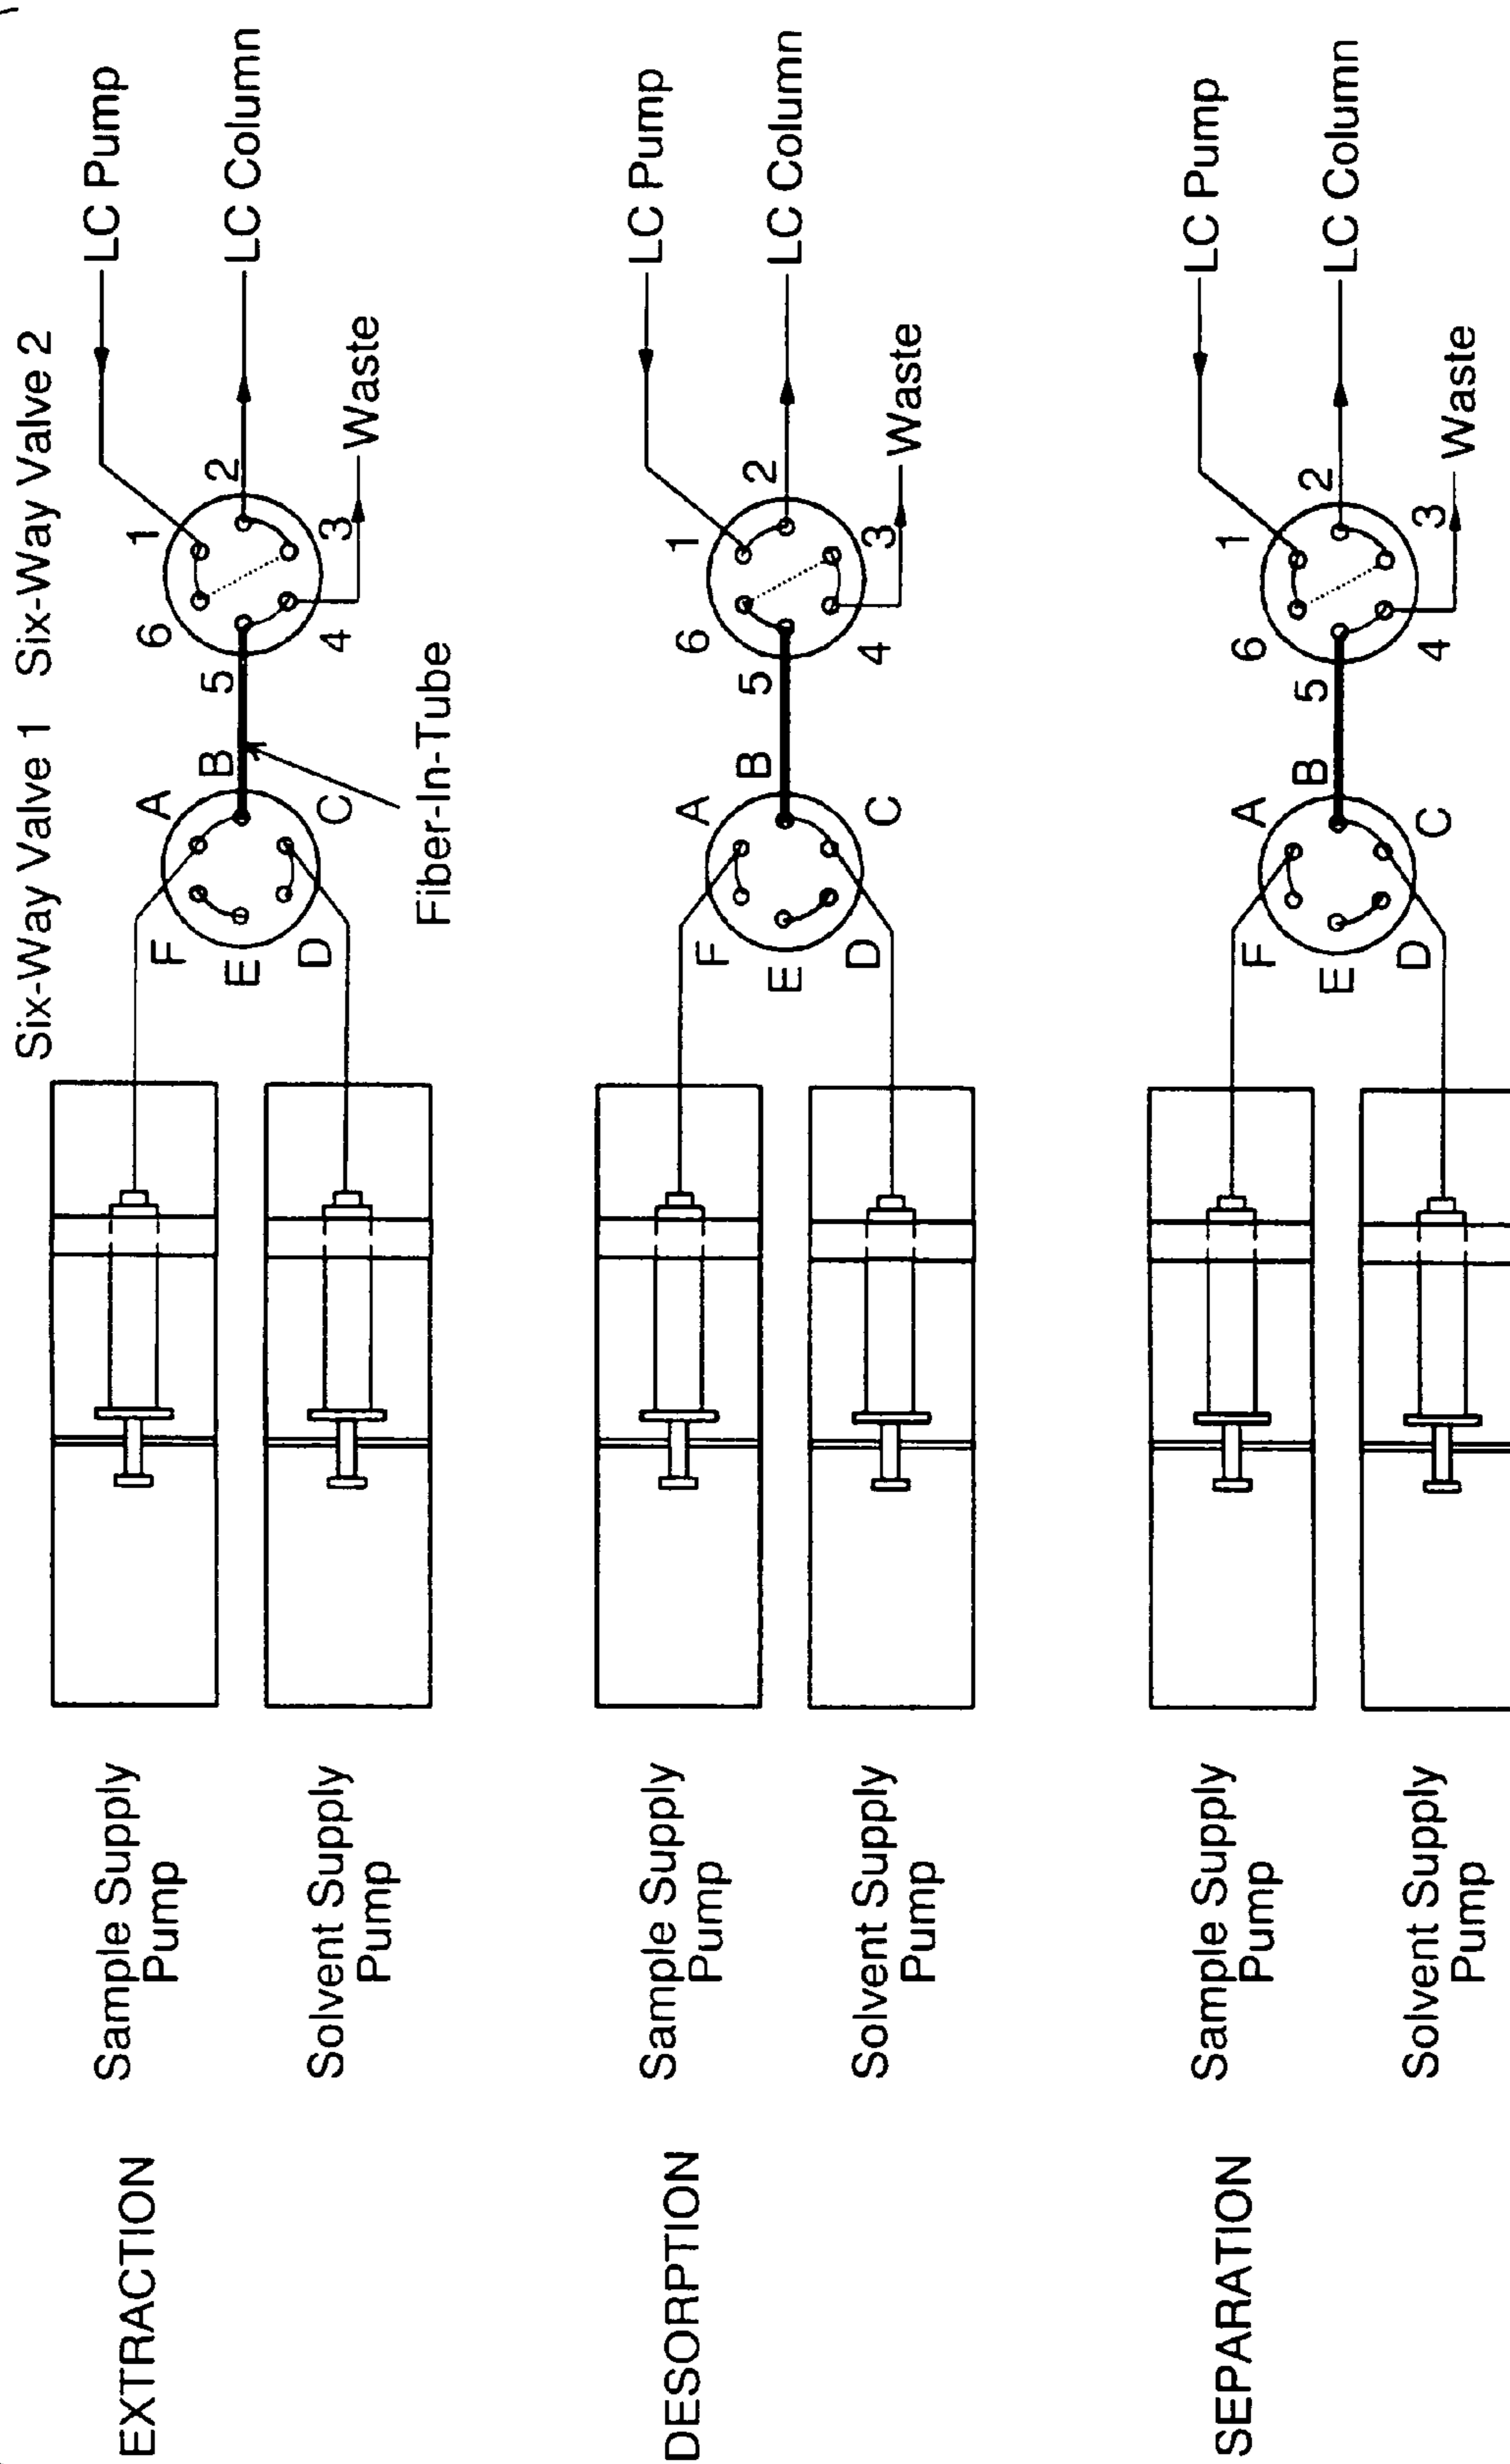 Six-Way Valve 1 Six-Way Valve 2
EXTRACTION
Sample Supply
Pump
Solvent Supply
Pump
F
A
E
B
D
C
Fiber-In-Tube
6
1
5
2
4
3
LC Pump
LC Column
Waste
DESORPTION
Sample Supply
Pump
Solvent Supply
Pump
F
A
E
B
D
C
6
1
5
2
4
3
LC Pump
LC Column
Waste
SEPARATION
Sample Supply
Pump
Solvent Supply
Pump
F
A
E
B
D
C
6
1
5
2
4
3
LC Pump
LC Column
Waste